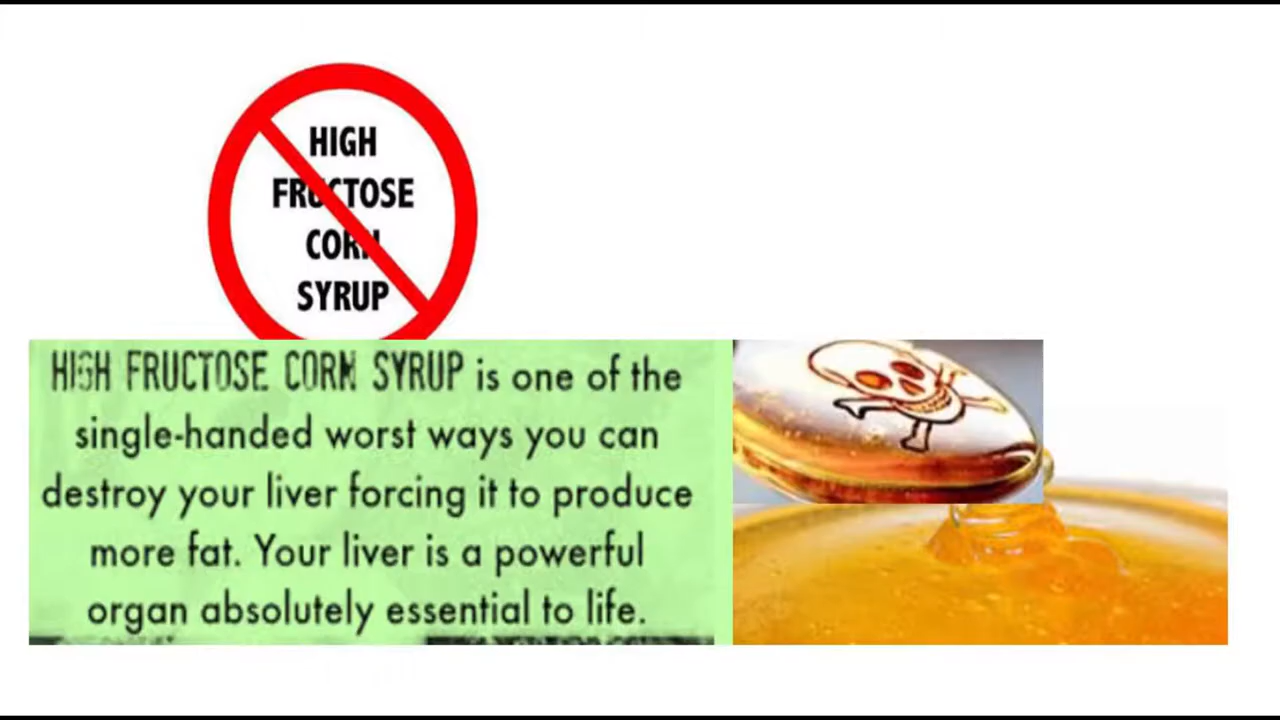 HIGH
FRUCTOSE
CORN
SYRUP
HIGH FRUCTOSE CORN SYRUP is one of the
single-handed worst ways you can
destroy your liver forcing it to produce
more fat. Your liver is a powerful
organ absolutely essential to life.